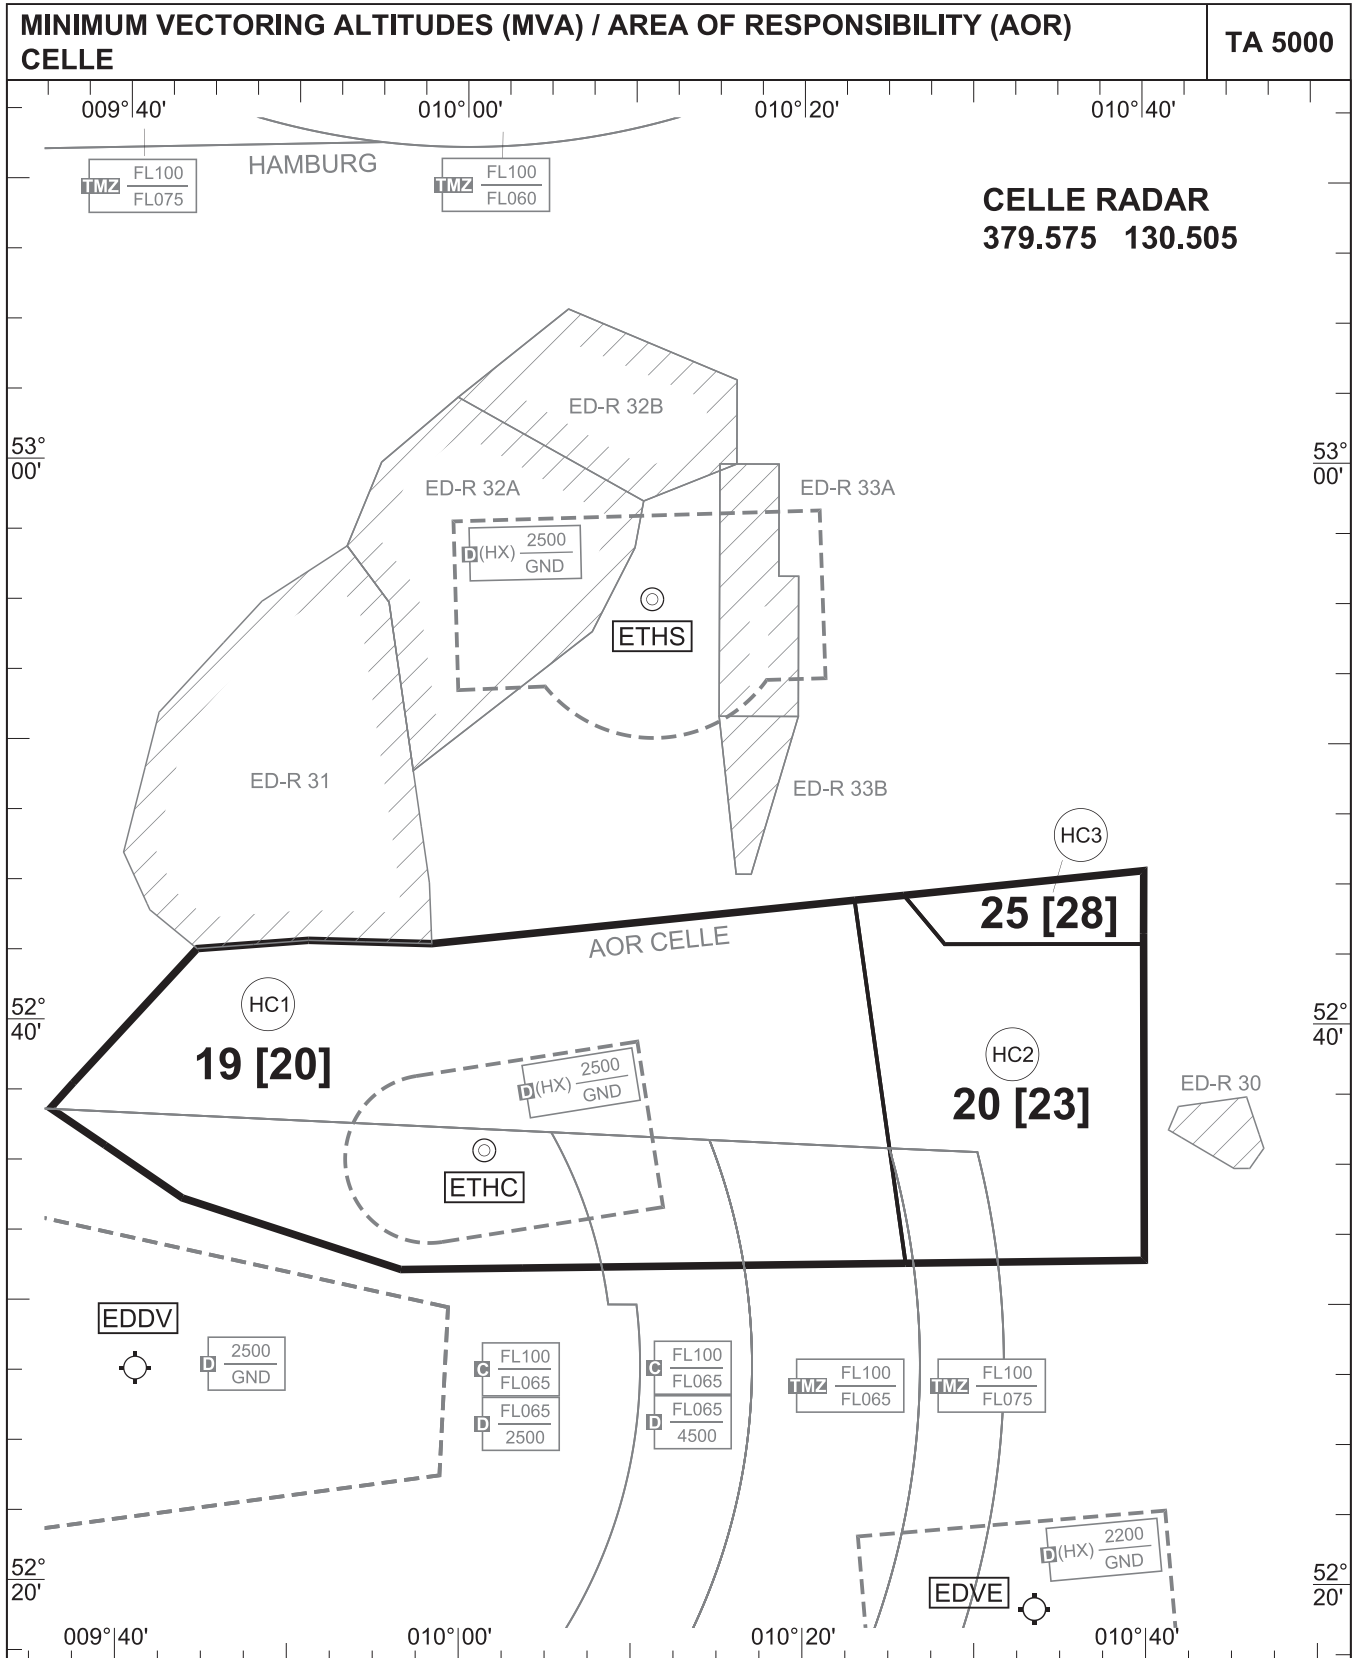 MINIMUM VECTORING ALTITUDES (MVA) / AREA OF RESPONSIBILITY (AOR)
CELLE
TA 5000
009°40'
010°00'
010°20'
010°40'
HAMBURG
TMZ FL100
FL075
TMZ FL100
FL060
CELLE RADAR
379.575 130.505
ED-R 32B
53°
00'
53°
00'
ED-R 32A
ED-R 33A
D(HX) 2500
GND
ETHS
ED-R 31
ED-R 33B
HC3
25 [28]
AOR CELLE
HC1
19 [20]
52°
40'
52°
40'
HC2
20 [23]
D(HX) 2500
GND
ED-R 30
ETHC
EDDV
D 2500
GND
C FL100
FL065
D FL065
2500
C FL100
FL065
D FL065
4500
TMZ FL100
FL065
TMZ FL100
FL075
D(HX) 2200
GND
EDVE
52°
20'
52°
20'
009°40'
010°00'
010°20'
010°40'